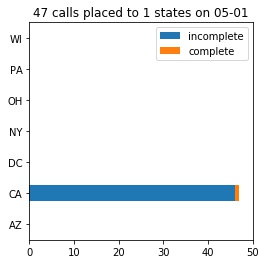 47 calls placed to 1 states on 05-01
incomplete
complete
WI
PA
OH
NY
DC
CA
AZ
0 10 20 30 40 50